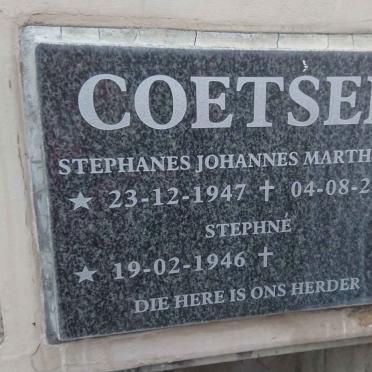 COETSE
STEPHANES JOHANNES MARTH
★ 23-12-1947 † 04-08-2
STEPHNÉ
★ 19-02-1946 †
DIE HERE IS ONS HERDER